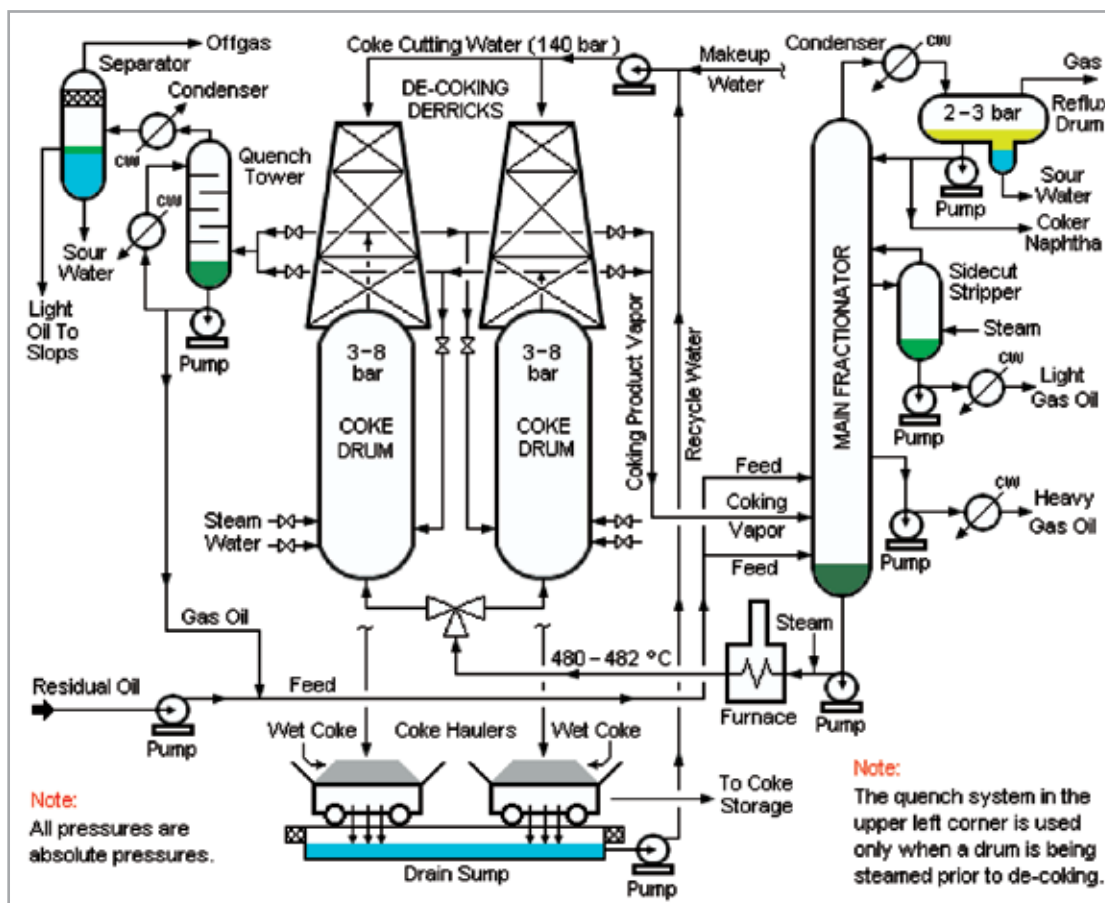 Offgas
Separator
Condenser
CW
Quench
Tower
CW
Sour
Water
Light
Oil To
Slops
Pump
Coke Cutting Water (140 bar)
DE-COKING
DERRICKS
Makeup
Water
Condenser
CW
Gas
2-3 bar
Reflux
Drum
Pump
Sour
Water
Coker
Naphtha
Sidecut
Stripper
Steam
CW
Light
Gas Oil
Pump
MAIN FRACTIONATOR
CW
Heavy
Gas Oil
Pump
3-8
bar
COKE
DRUM
3-8
bar
COKE
DRUM
Coking Product Vapor
Recycle Water
Feed
Coking
Vapor
Feed
Steam
Water
Gas Oil
480-482 °C
Steam
Furnace
Pump
Residual Oil
Pump
Feed
Wet Coke
Coke Haulers
Wet Coke
To Coke
Storage
Drain Sump
Pump
Note:
All pressures are
absolute pressures.
Note:
The quench system in the
upper left corner is used
only when a drum is being
steamed prior to de-coking.